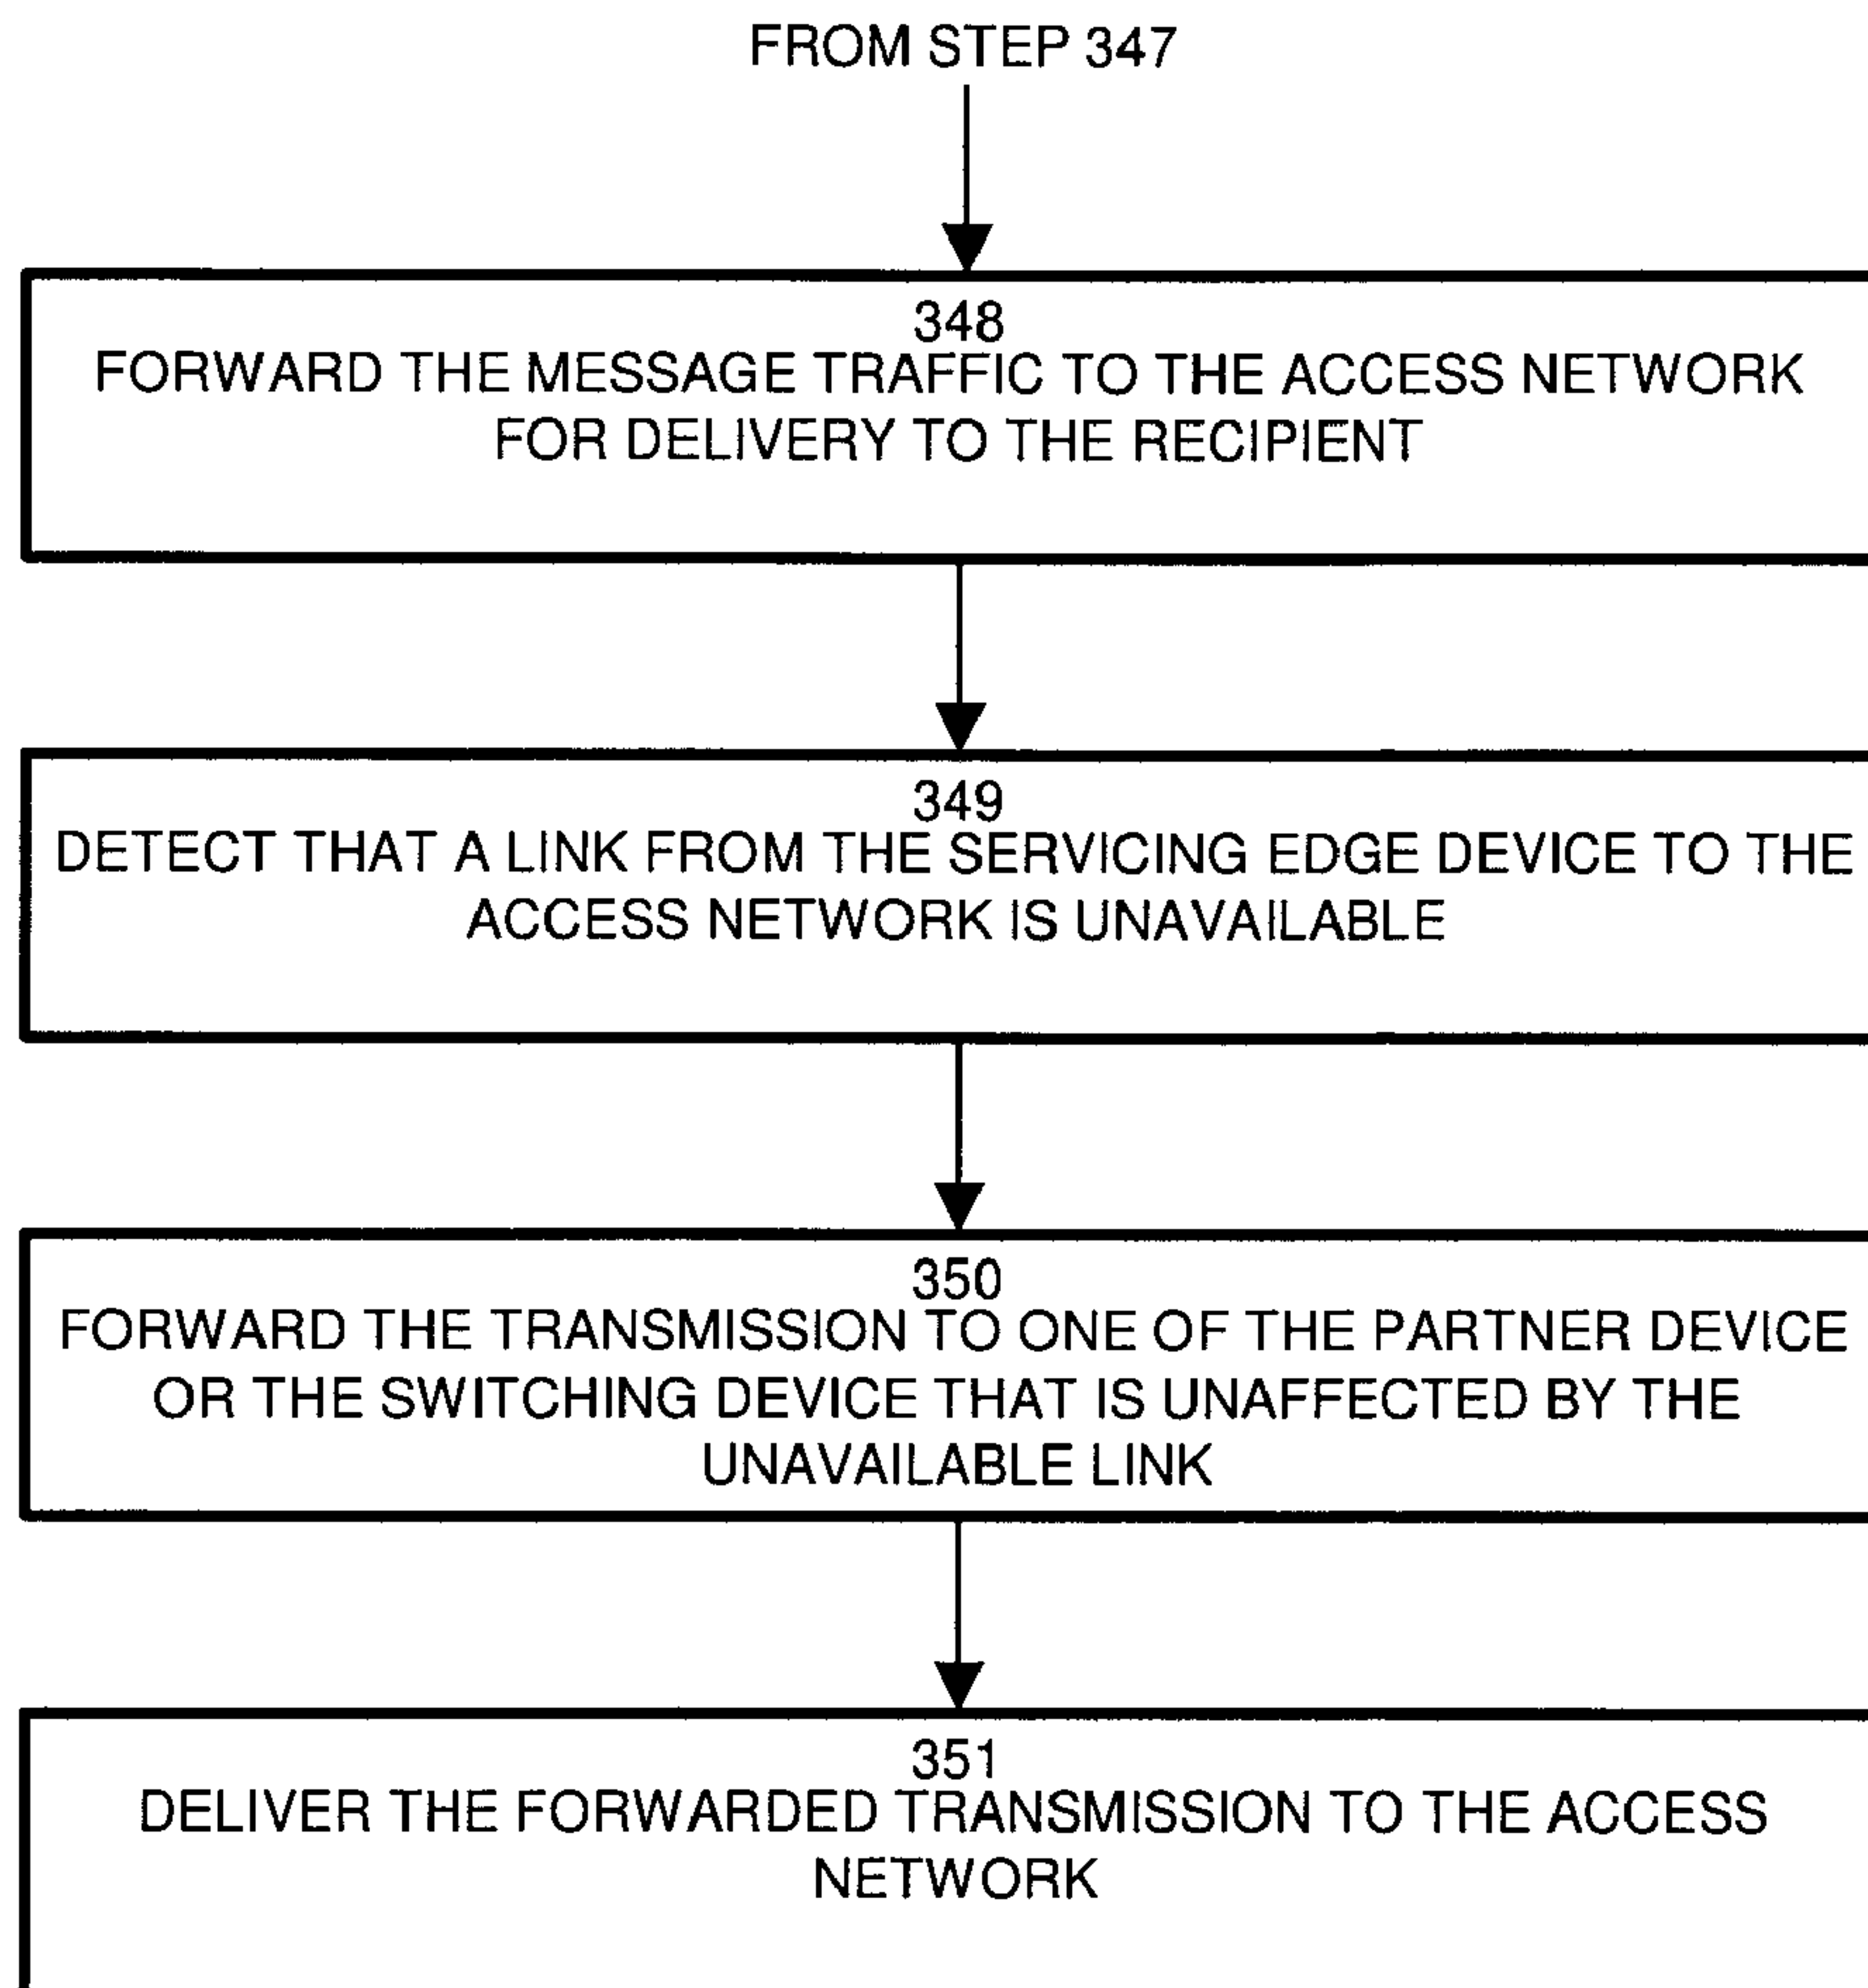 FROM STEP 347
348
FORWARD THE MESSAGE TRAFFIC TO THE ACCESS NETWORK
FOR DELIVERY TO THE RECIPIENT
349
DETECT THAT A LINK FROM THE SERVICING EDGE DEVICE TO THE
ACCESS NETWORK IS UNAVAILABLE
350
FORWARD THE TRANSMISSION TO ONE OF THE PARTNER DEVICE
OR THE SWITCHING DEVICE THAT IS UNAFFECTED BY THE
UNAVAILABLE LINK
351
DELIVER THE FORWARDED TRANSMISSION TO THE ACCESS
NETWORK